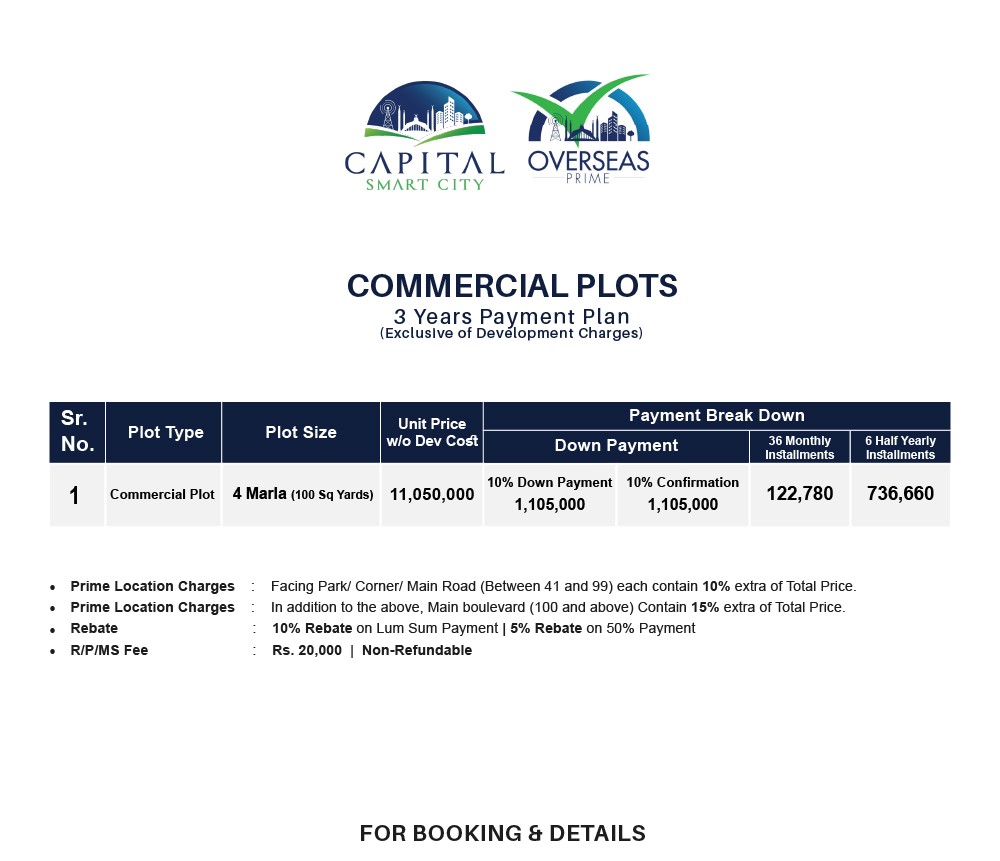 CAPITAL
SMART CITY
OVERSEAS
PRIME
COMMERCIAL PLOTS
3 Years Payment Plan
(Exclusive of Development Charges)
Sr. No. Plot Type Plot Size Unit Price w/o Dev Cost Payment Break Down
Down Payment 36 Monthly Installments 6 Half Yearly Installments
1 Commercial Plot 4 Marla (100 Sq Yards) 11,050,000 10% Down Payment 1,105,000 10% Confirmation 1,105,000 122,780 736,660
• Prime Location Charges : Facing Park/ Corner/ Main Road (Between 41 and 99) each contain 10% extra of Total Price.
• Prime Location Charges : In addition to the above, Main boulevard (100 and above) Contain 15% extra of Total Price.
• Rebate : 10% Rebate on Lum Sum Payment | 5% Rebate on 50% Payment
• R/P/MS Fee : Rs. 20,000 | Non-Refundable
FOR BOOKING & DETAILS